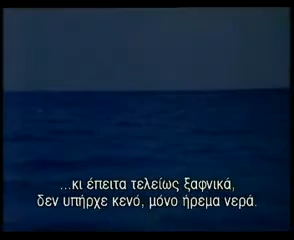 ...κι έπειτα τελείως ξαφνικά,
δεν υπήρχε κενό, μόνο ήρεμα νερά.